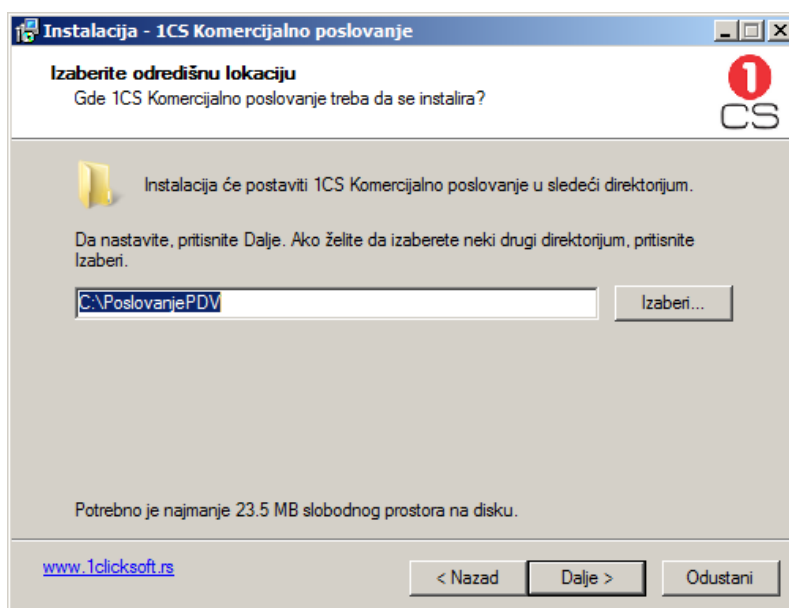 Instalacija - 1CS Komercijalno poslovanje
Izaberite odredišnu lokaciju
Gde 1CS Komercijalno poslovanje treba da se instalira?
1
CS
Instalacija će postaviti 1CS Komercijalno poslovanje u sledeći direktorijum.
Da nastavite, pritisnite Dalje. Ako želite da izaberete neki drugi direktorijum, pritisnite
Izaberi.
C:\PoslovanjePDV
Izaberi...
Potrebno je najmanje 23.5 MB slobodnog prostora na disku.
www.1clicksoft.rs
< Nazad
Dalje >
Odustani